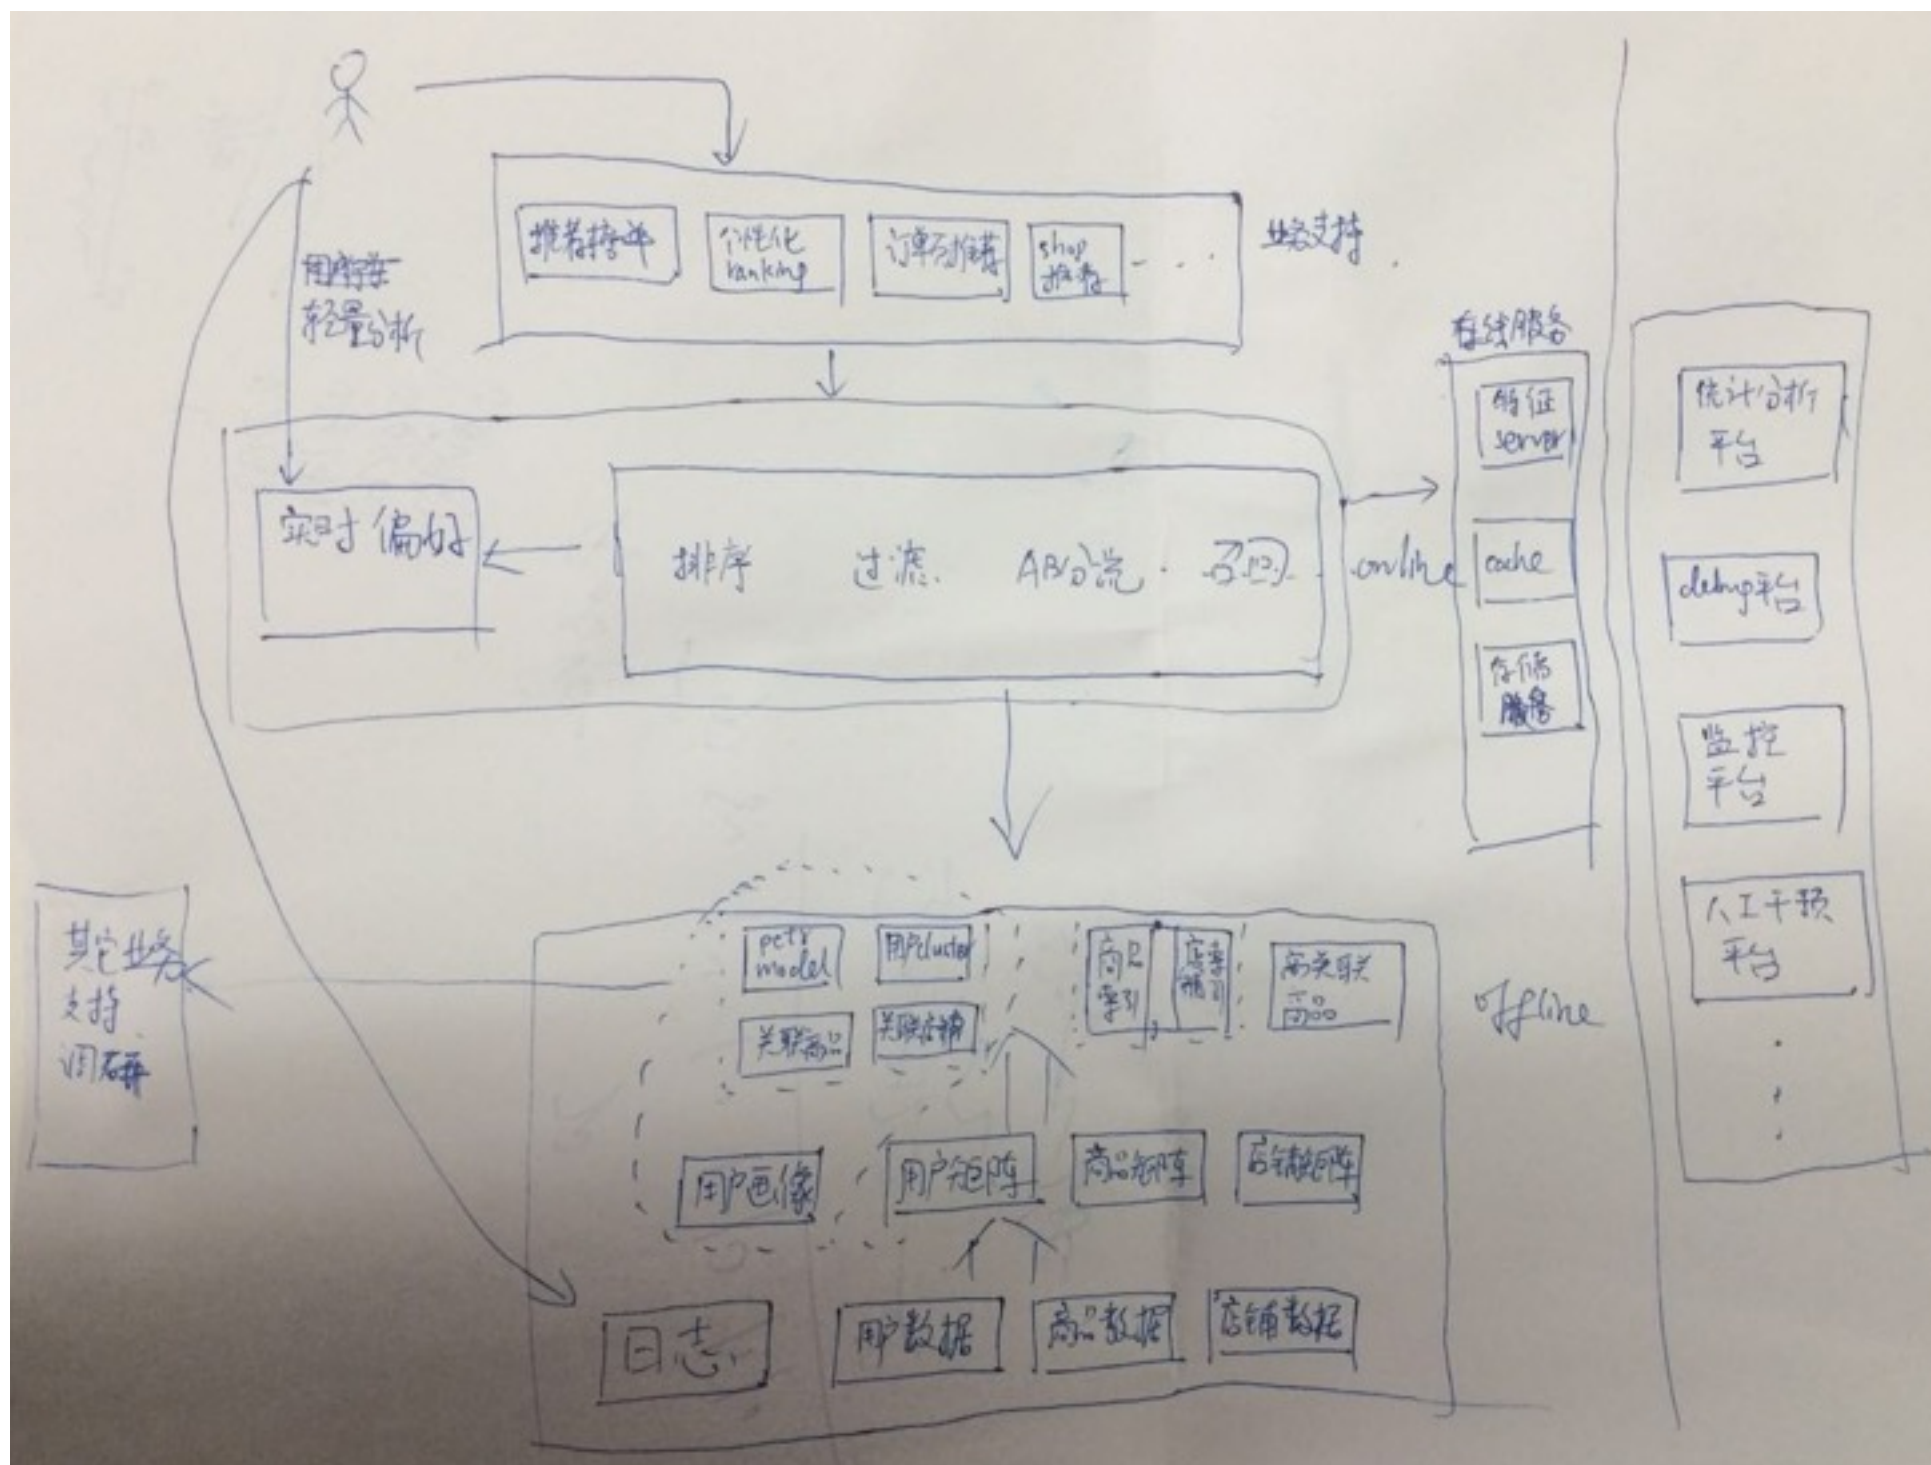 推荐榜单
个性化
ranking
订单页推荐
shop
推荐
业务支持
用户行为
轻量分析
在线服务
特征
server
cache
存储
服务
统计分析
平台
debug平台
监控
平台
人工干预
平台
实时偏好
排序 过滤 AB分流 召回
online
其它业务
支持
调研
pctr
model
用户cluster
关联商品
关联店铺
商品
索引
店铺
索引
关联
商品
offline
用户画像
用户矩阵
商品矩阵
店铺矩阵
日志
用户数据
商品数据
店铺数据